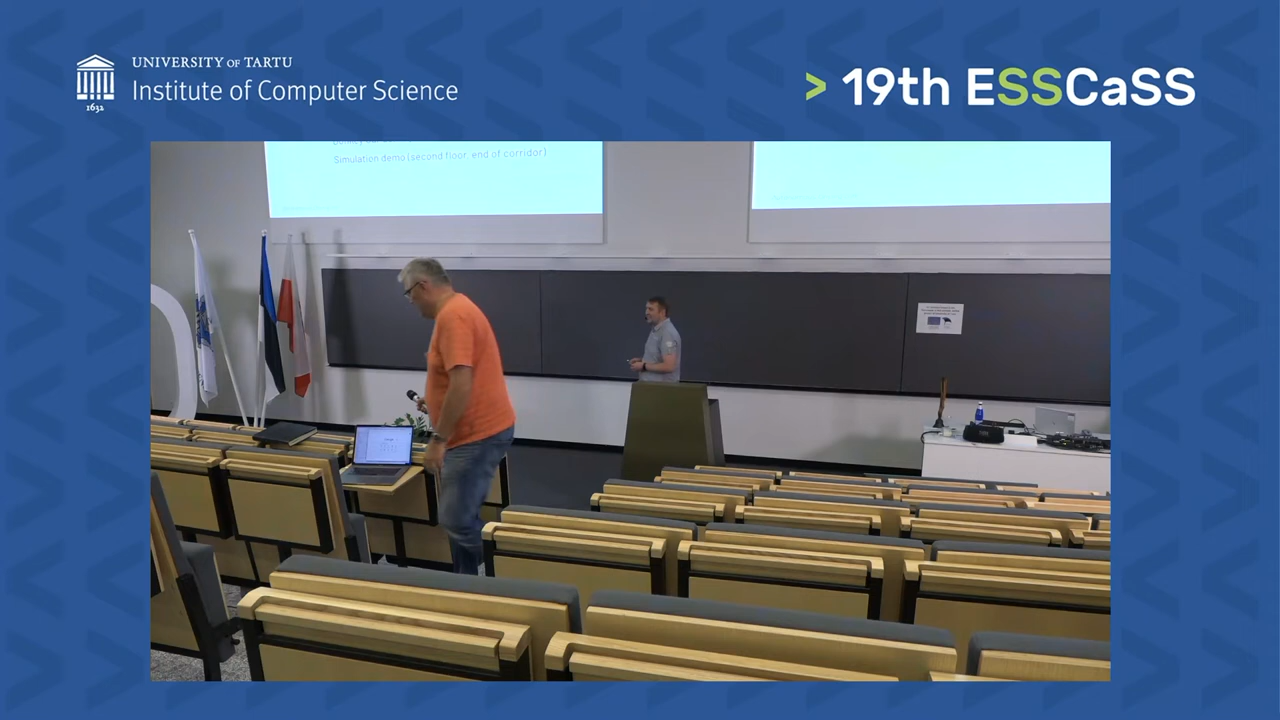 UNIVERSITY OF TARTU
Institute of Computer Science
1632
> 19th ESSCaSS
Simulation demo (second floor, end of corridor)